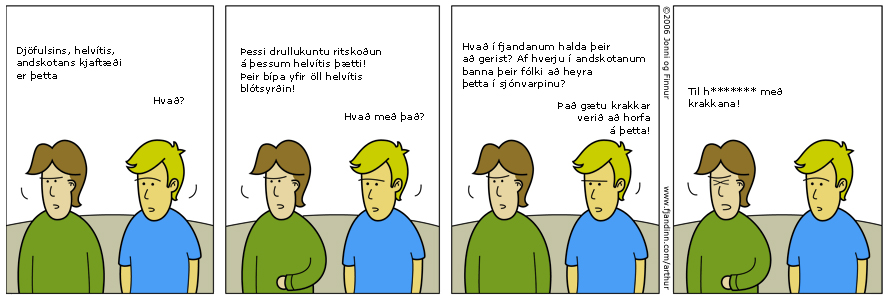 Djöfulsins, helvítis,
andskotans kjaftæði
er þetta
Hvað?
Þessi drullukuntu ritskoðun
á þessum helvítis þætti!
Þeir bípa yfir öll helvítis
blótsyrðin!
Hvað með það?
Hvað í fjandanum halda þeir
að gerist? Af hverju í andskotanum
banna þeir fólki að heyra
þetta í sjónvarpinu?
Það gætu krakkar
verið að horfa
á þetta!
©2006 Jonni og Finnur
www.fjandinn.com/arthur
Til h******* með
krakkana!